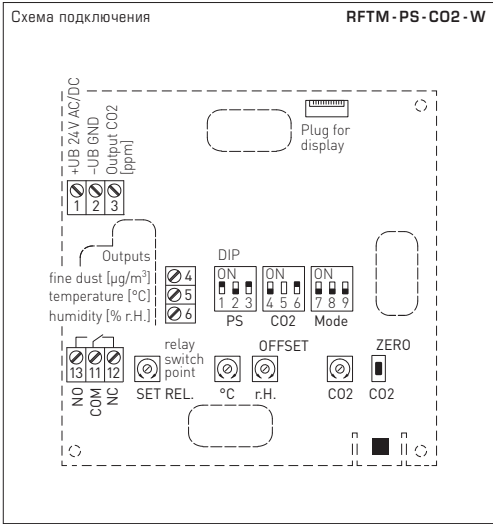 Схема подключения
RFTM-PS-CO2-W
+UB 24V AC/DC
–UB GND
Output CO2
[ppm]
1
2
3
Plug for
display
Outputs
fine dust [µg/m³]
temperature [°C]
humidity [% r.H.]
4
5
6
DIP
ON
ON
ON
1 2 3
4 5 6
7 8 9
PS
CO2
Mode
13
11
12
NO
COM
NC
relay
switch
point
SET REL.
OFFSET
°C
r.H.
CO2
ZERO
CO2